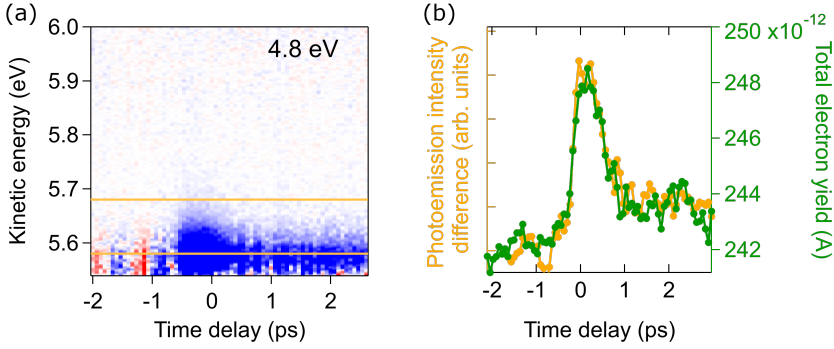 (a)
4.8 eV
6.0
5.9
5.8
5.7
5.6
Kinetic energy (eV)
-2
-1
0
1
2
Time delay (ps)
(b)
Photoemission intensity
difference (arb. units)
250 x10-12
248
246
244
242
Total electron yield (A)
-2
-1
0
1
2
Time delay (ps)